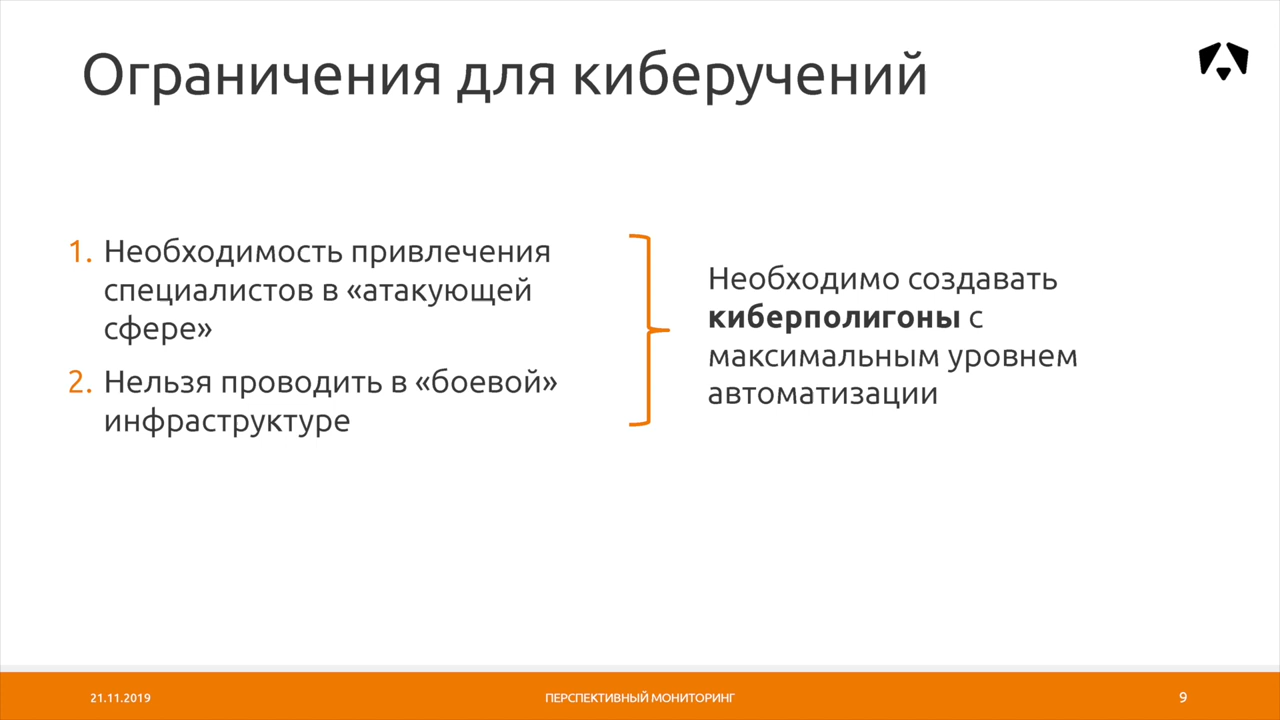 Ограничения для киберучений
1. Необходимость привлечения
специалистов в «атакующей
сфере»
2. Нельзя проводить в «боевой»
инфраструктуре
Необходимо создавать
киберполигоны с
максимальным уровнем
автоматизации
21.11.2019
ПЕРСПЕКТИВНЫЙ МОНИТОРИНГ
9